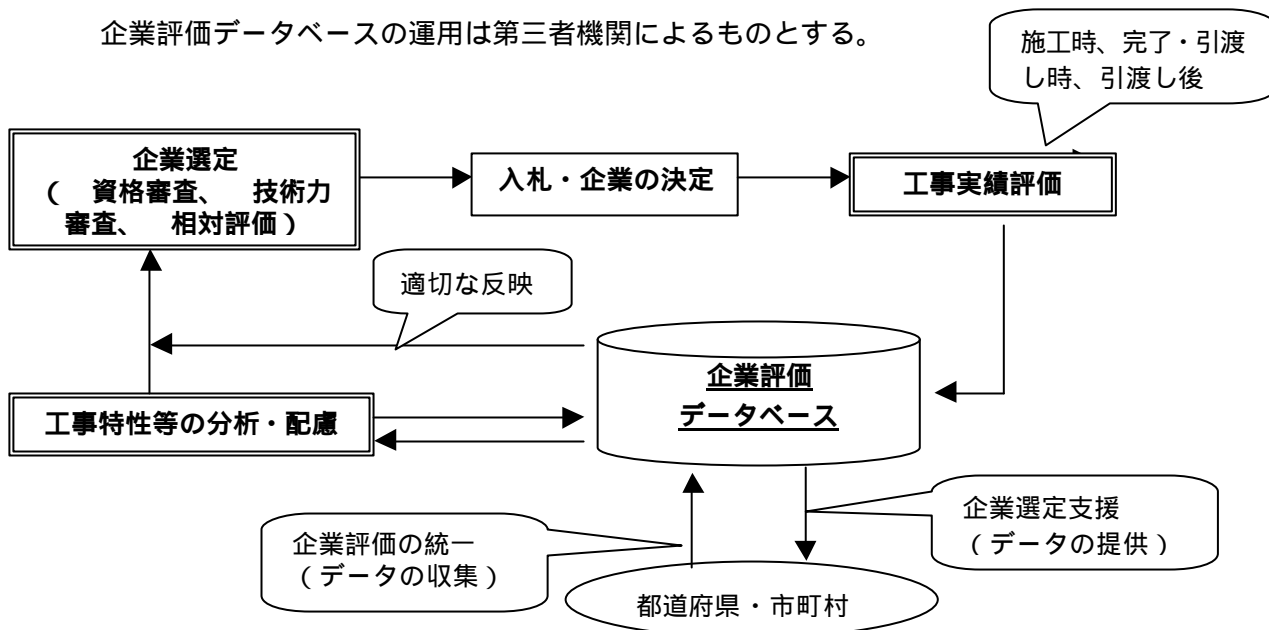 企業評価データベースの運用は第三者機関によるものとする。
施工時、完了・引渡
し時、引渡し後
企業選定
（　資格審査、　技術力
審査、　相対評価）
入札・企業の決定
工事実績評価
適切な反映
企業評価
データベース
工事特性等の分析・配慮
企業選定支援
（データの提供）
企業評価の統一
（データの収集）
都道府県・市町村